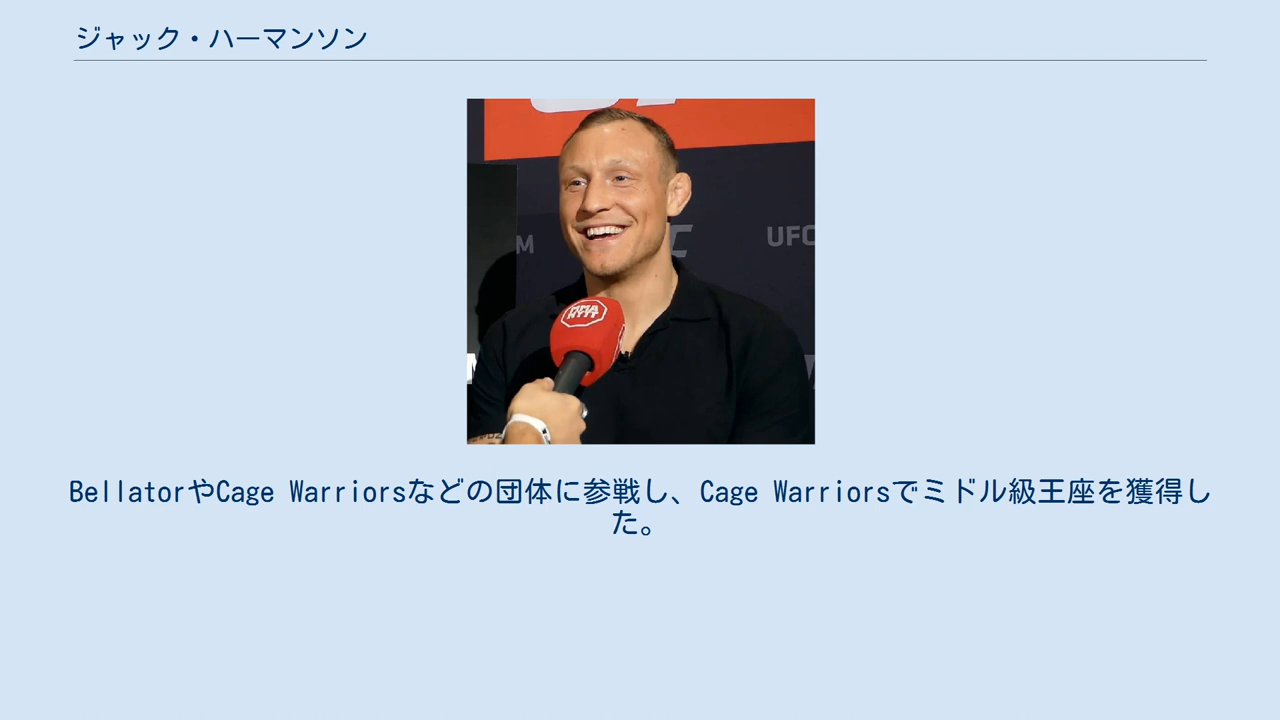 ジャック・ハーマンソン
M
UFC
MMA
NYTT
BellatorやCage Warriorsなどの団体に参戦し、Cage Warriorsでミドル級王座を獲得し
た。